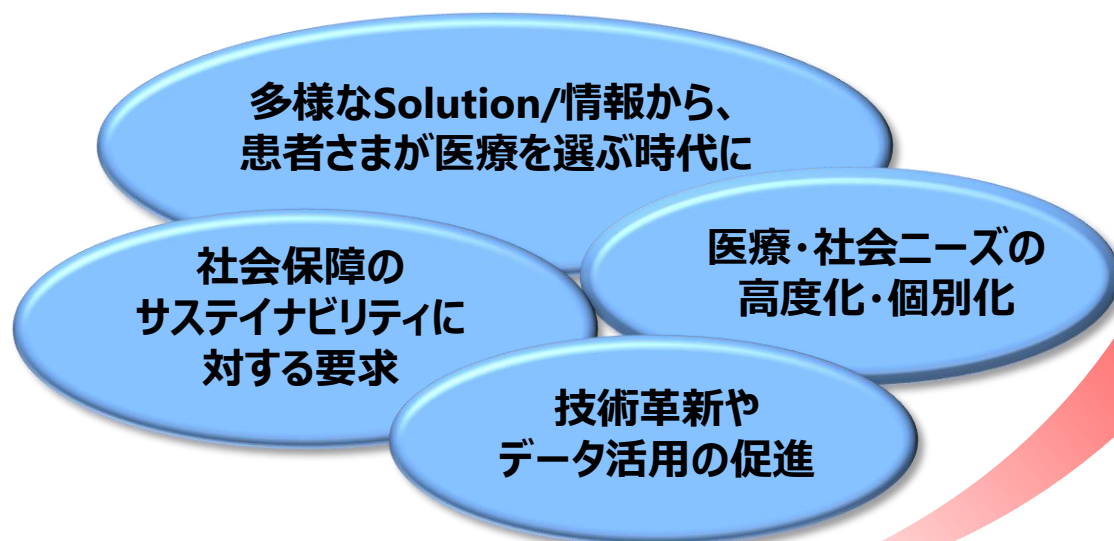 多様なSolution/情報から、
患者さまが医療を選ぶ時代に
医療・社会ニーズの
高度化・個別化
社会保障の
サステイナビリティに
対する要求
技術革新や
データ活用の促進